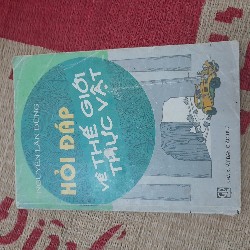 NGUYỄN LÂN DŨNG
HỎI ĐÁP
VỀ THẾ GIỚI
THỰC VẬT